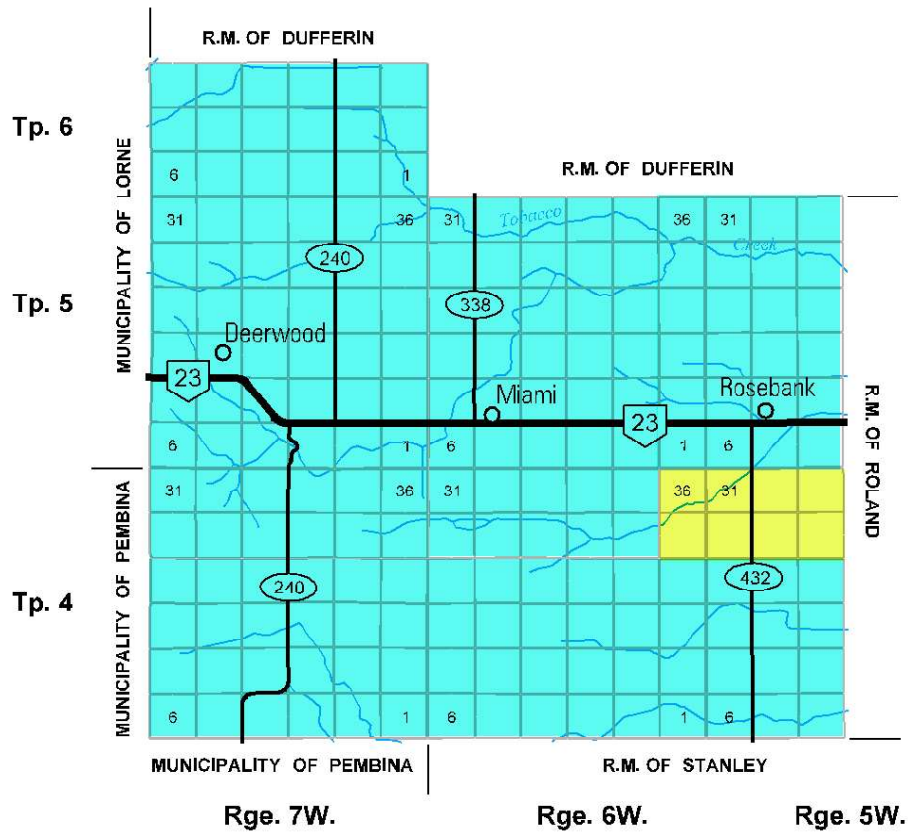 R.M. OF DUFFERIN
Tp. 6
MUNICIPALITY OF LORNE
6
1
R.M. OF DUFFERIN
31
36
31
Tobacco
36
31
Creek
240
Tp. 5
338
Deerwood
23
Miami
23
Rosebank
R.M. OF ROLAND
6
1
6
1
6
31
36
31
36
31
MUNICIPALITY OF PEMBINA
240
432
Tp. 4
6
1
6
1
6
MUNICIPALITY OF PEMBINA
R.M. OF STANLEY
Rge. 7W.
Rge. 6W.
Rge. 5W.